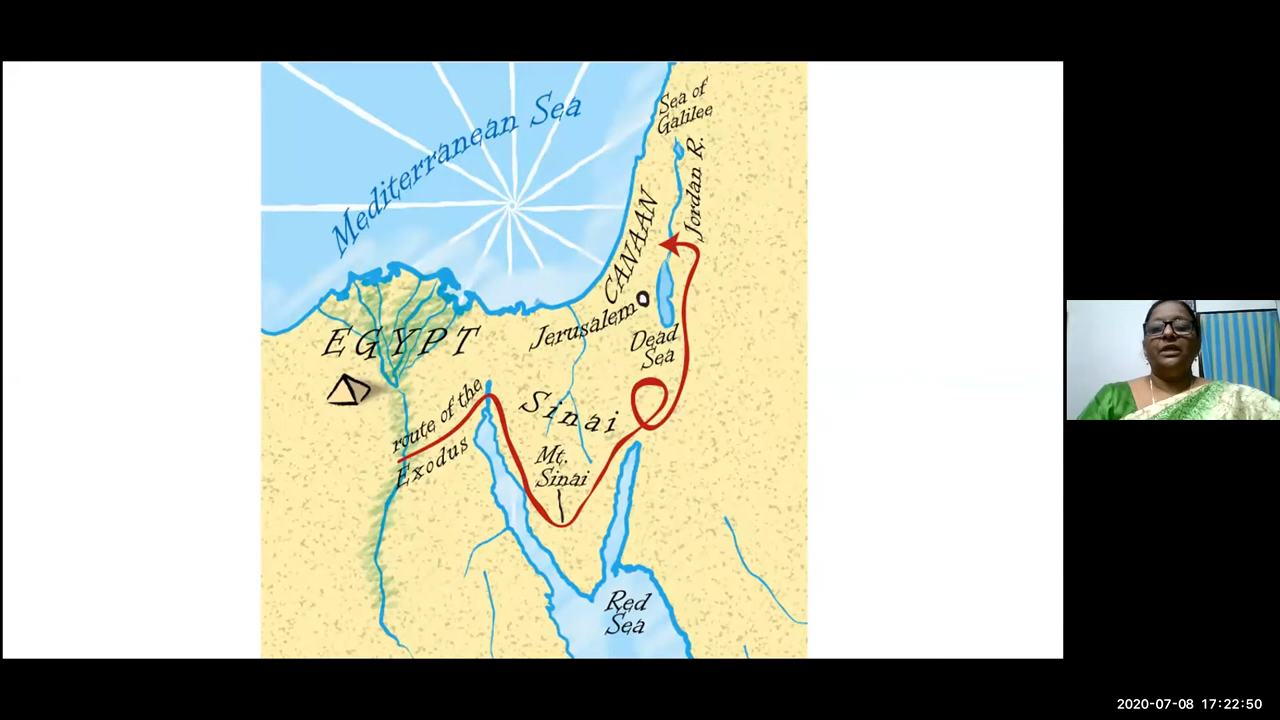 Mediterranean Sea
Sea of
Galilee
Jordan R.
CANAAN
Jerusalem
Dead
Sea
EGYPT
route of the
Exodus
Sinai
Mt.
Sinai
Red
Sea
2020-07-08 17:22:50